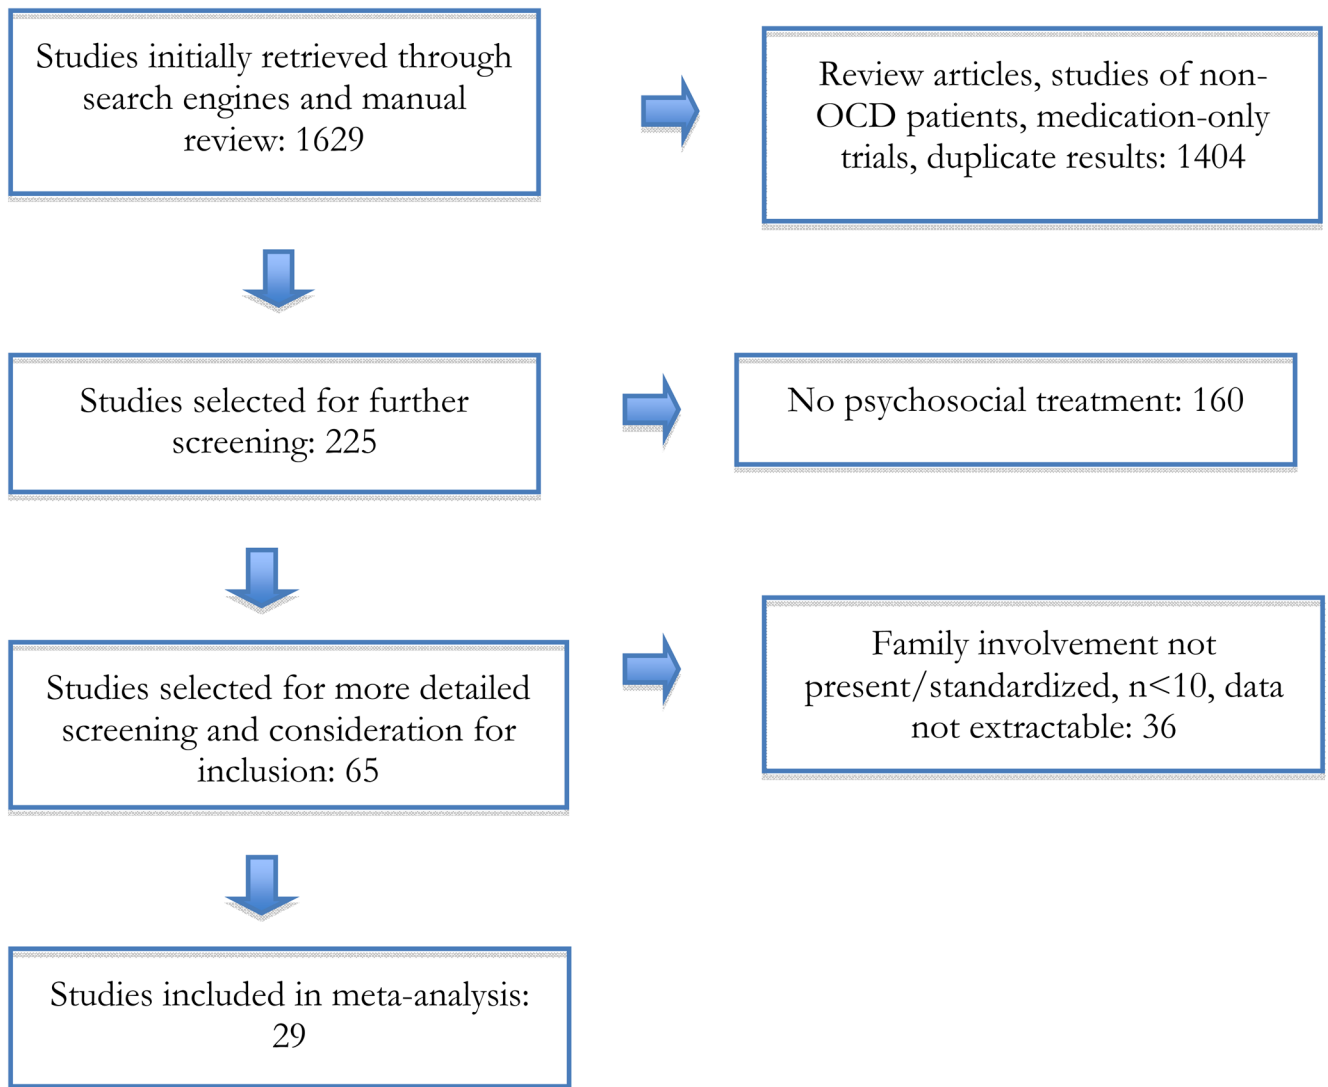 Studies initially retrieved through
search engines and manual
review: 1629
Review articles, studies of non-
OCD patients, medication-only
trials, duplicate results: 1404
Studies selected for further
screening: 225
No psychosocial treatment: 160
Studies selected for more detailed
screening and consideration for
inclusion: 65
Family involvement not
present/standardized, n<10, data
not extractable: 36
Studies included in meta-analysis:
29